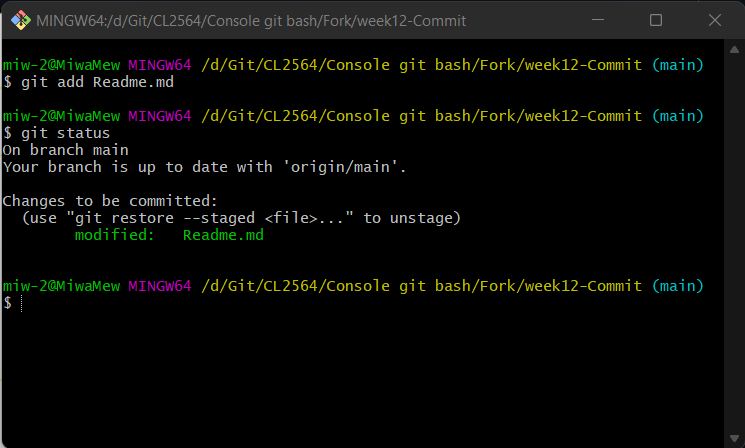 MINGW64:/d/Git/CL2564/Console git bash/Fork/week12-Commit
miw-2@MiwaMew MINGW64 /d/Git/CL2564/Console git bash/Fork/week12-Commit (main)
$ git add Readme.md
miw-2@MiwaMew MINGW64 /d/Git/CL2564/Console git bash/Fork/week12-Commit (main)
$ git status
On branch main
Your branch is up to date with 'origin/main'.
Changes to be committed:
  (use "git restore --staged <file>..." to unstage)
        modified:   Readme.md
miw-2@MiwaMew MINGW64 /d/Git/CL2564/Console git bash/Fork/week12-Commit (main)
$